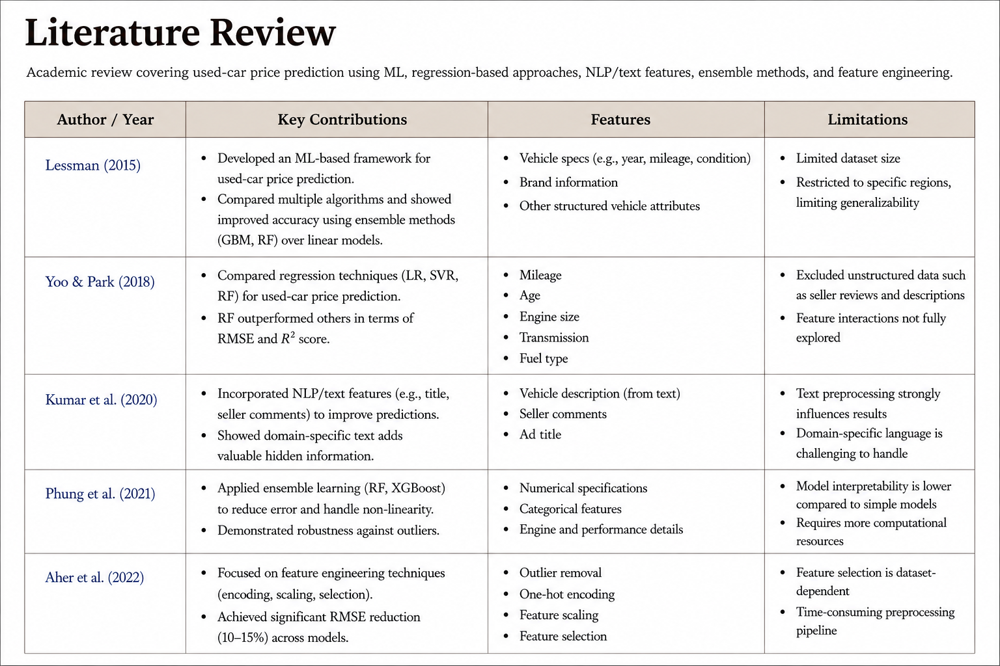 Literature Review
Academic review covering used-car price prediction using ML, regression-based approaches, NLP/text features, ensemble methods, and feature engineering.
Author / Year
Key Contributions
Features
Limitations
Lessman (2015)
• Developed an ML-based framework for
used-car price prediction.
• Compared multiple algorithms and showed
improved accuracy using ensemble methods
(GBM, RF) over linear models.
• Vehicle specs (e.g., year, mileage, condition)
• Brand information
• Other structured vehicle attributes
• Limited dataset size
• Restricted to specific regions,
limiting generalizability
Yoo & Park (2018)
• Compared regression techniques (LR, SVR,
RF) for used-car price prediction.
• RF outperformed others in terms of
RMSE and R² score.
• Mileage
• Age
• Engine size
• Transmission
• Fuel type
• Excluded unstructured data such
as seller reviews and descriptions
• Feature interactions not fully
explored
Kumar et al. (2020)
• Incorporated NLP/text features (e.g., title,
seller comments) to improve predictions.
• Showed domain-specific text adds
valuable hidden information.
• Vehicle description (from text)
• Seller comments
• Ad title
• Text preprocessing strongly
influences results
• Domain-specific language is
challenging to handle
Phung et al. (2021)
• Applied ensemble learning (RF, XGBoost)
to reduce error and handle non-linearity.
• Demonstrated robustness against outliers.
• Numerical specifications
• Categorical features
• Engine and performance details
• Model interpretability is lower
compared to simple models
• Requires more computational
resources
Aher et al. (2022)
• Focused on feature engineering techniques
(encoding, scaling, selection).
• Achieved significant RMSE reduction
(10–15%) across models.
• Outlier removal
• One-hot encoding
• Feature scaling
• Feature selection
• Feature selection is dataset-
dependent
• Time-consuming preprocessing
pipeline